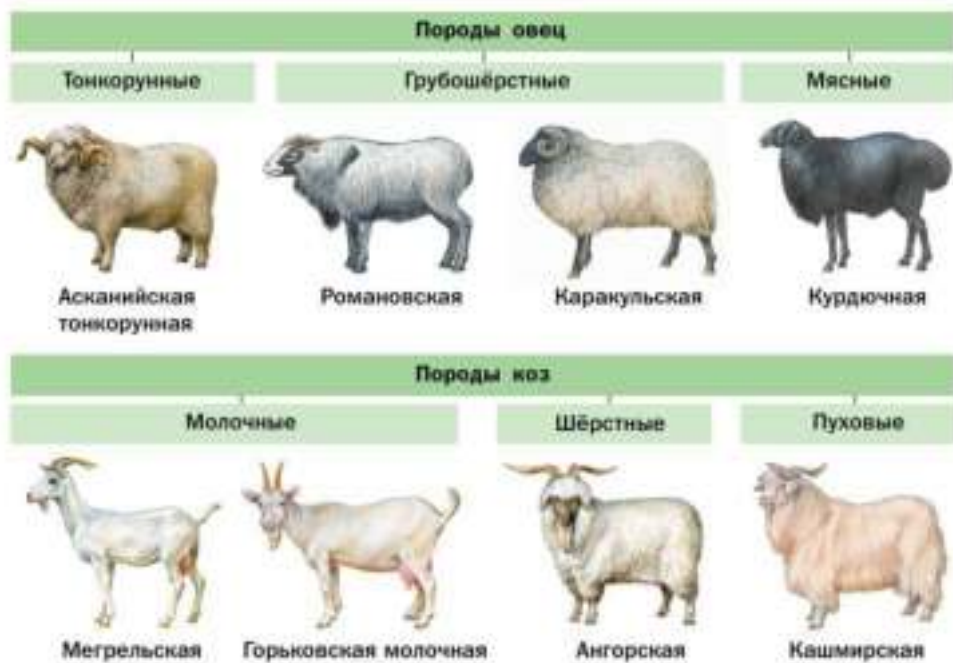 Породы овец
Тонкорунные Грубошёрстные Мясные
Асканийская Романовская Каракульская Курдючная
тонкорунная
Породы коз
Молочные Шёрстные Пуховые
Мегрельская Горьковская молочная Ангорская Кашмирская